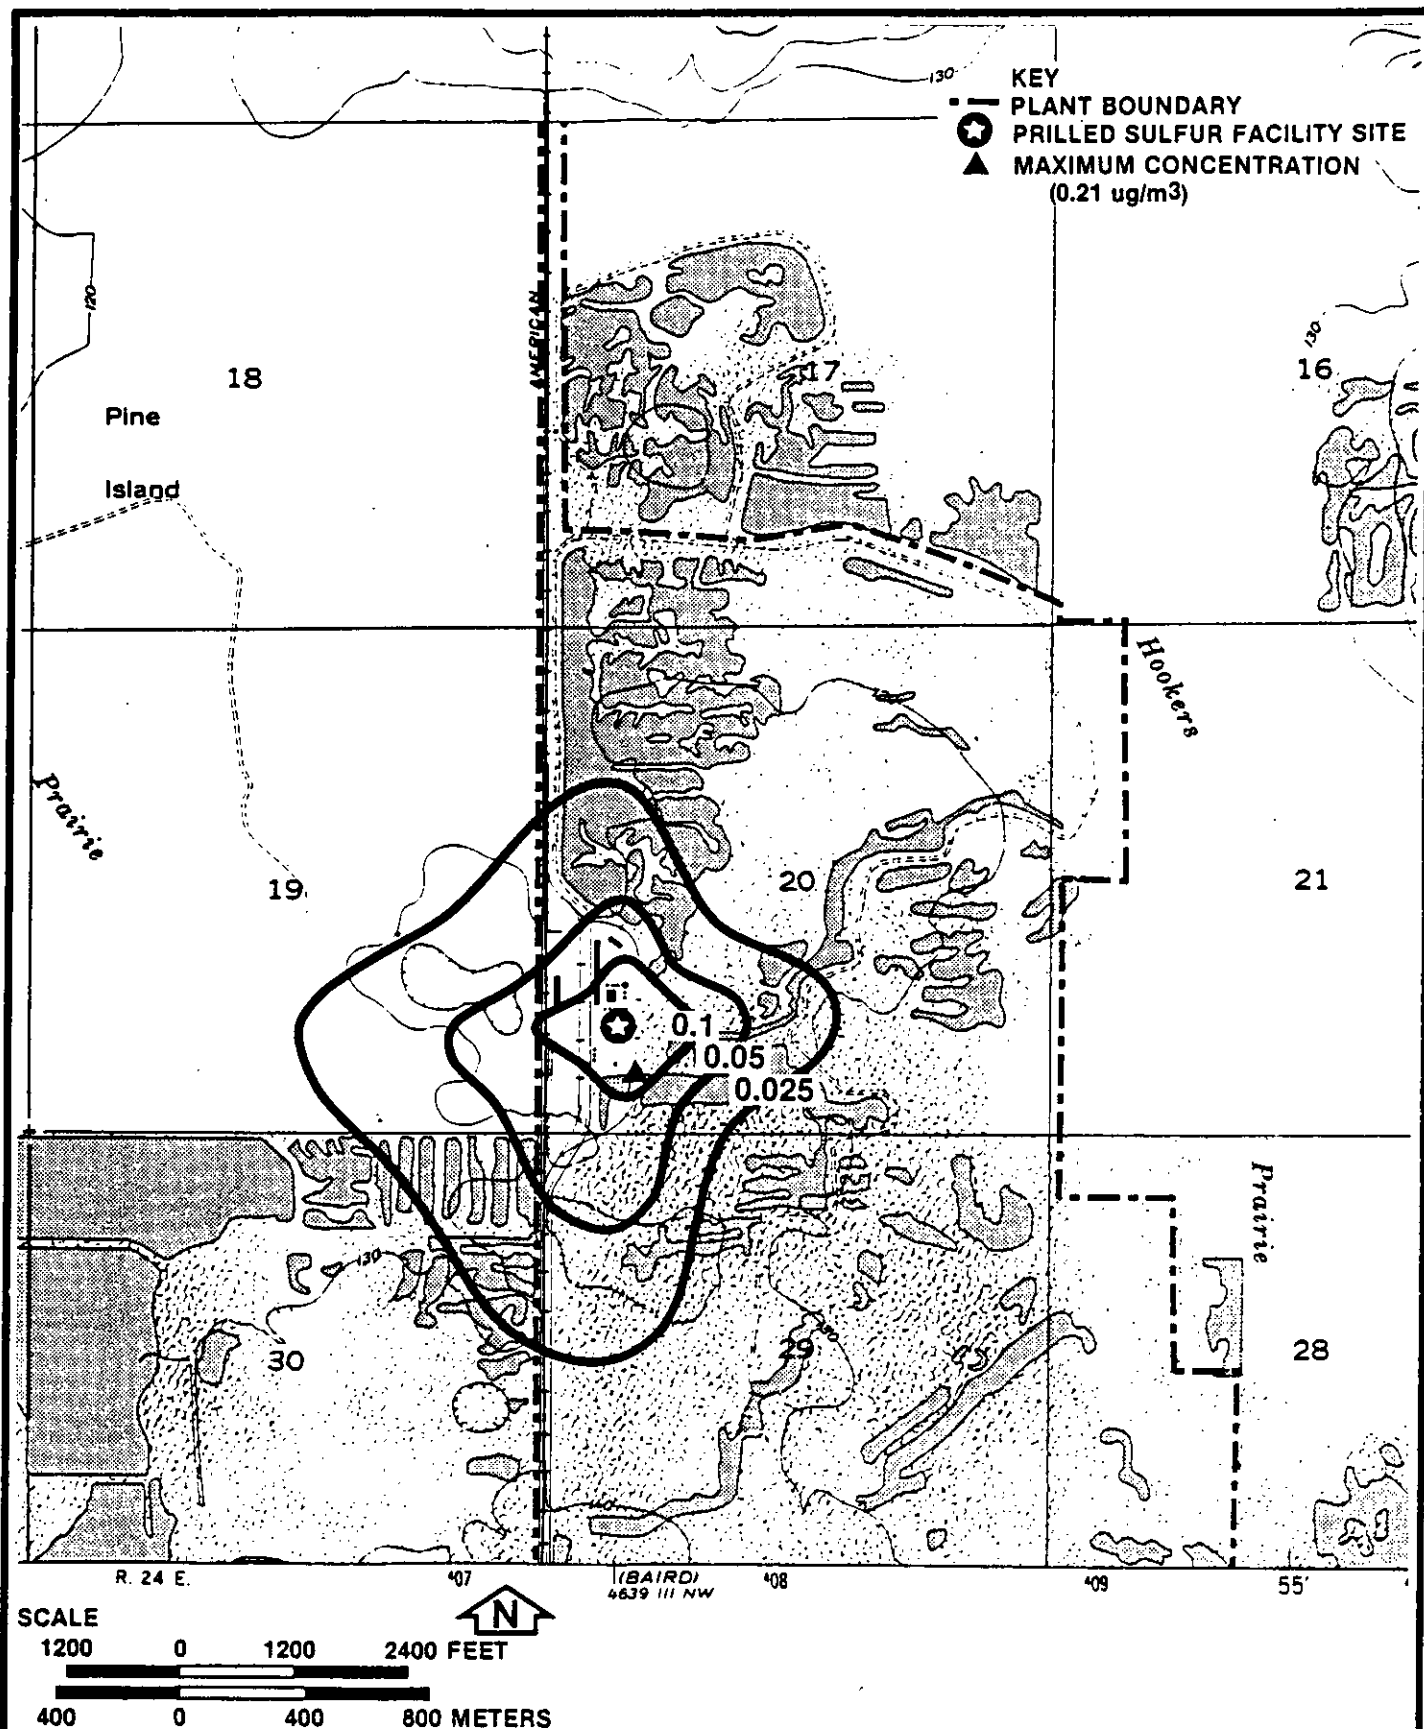 130
KEY
PLANT BOUNDARY
PRILLED SULFUR FACILITY SITE
MAXIMUM CONCENTRATION
(0.21 ug/m3)
120
AMERICAN
130
18
17
16
Pine
Island
Hookers
120
Prairie
19
20
21
0.1
0.05
0.025
Prairie
130
30
29
28
R. 24 E.
407
(BAIRD)
4639 III NW
408
409
55'
N
SCALE
1200 0 1200 2400 FEET
400 0 400 800 METERS